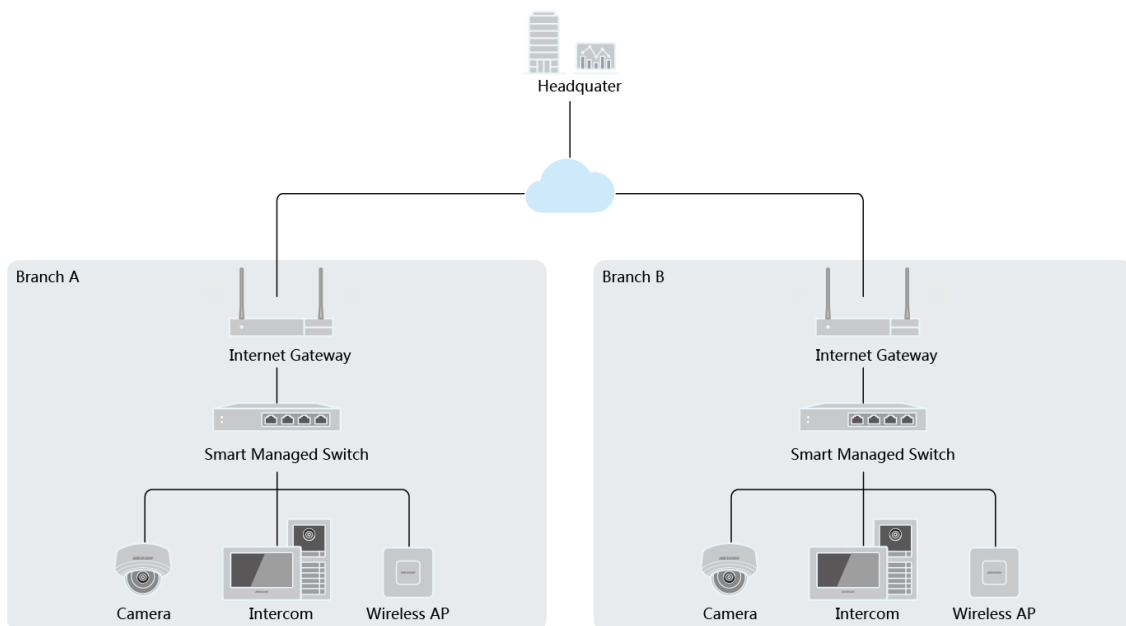 Headquater
Branch A
Branch B
Internet Gateway
Internet Gateway
Smart Managed Switch
Smart Managed Switch
Camera
Intercom
Wireless AP
Camera
Intercom
Wireless AP